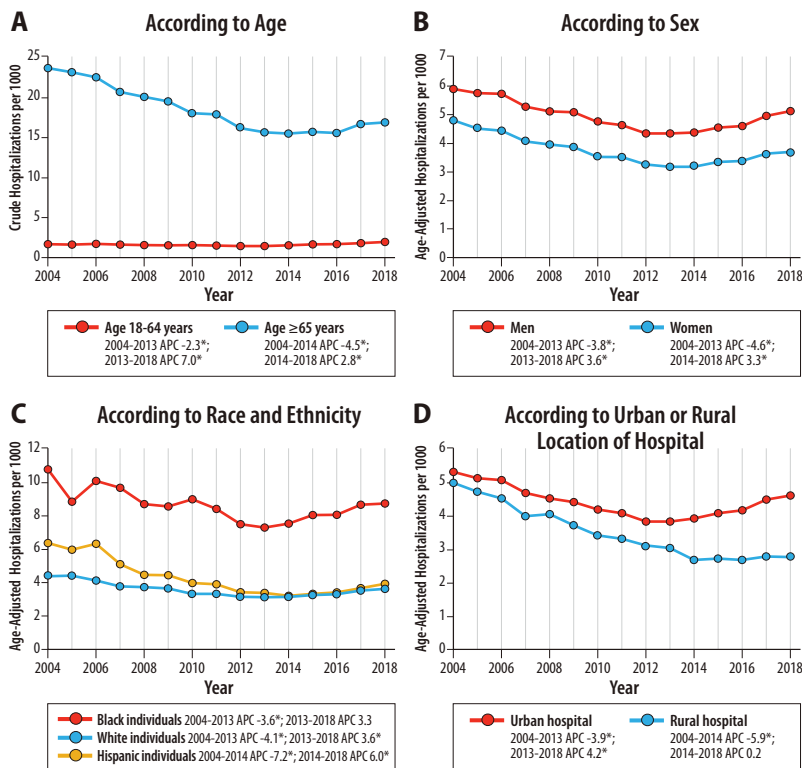 A
According to Age
Crude Hospitalizations per 1000
25
20
15
10
5
0
2004 2006 2008 2010 2012 2014 2016 2018
Year
Age 18-64 years
2004-2013 APC -2.3*;
2013-2018 APC 7.0*
Age ≥65 years
2004-2014 APC -4.5*;
2014-2018 APC 2.8*
B
According to Sex
Age-Adjusted Hospitalizations per 1000
7
6
5
4
3
2
1
0
2004 2006 2008 2010 2012 2014 2016 2018
Year
Men
2004-2013 APC -3.8*;
2013-2018 APC 3.6*
Women
2004-2013 APC -4.6*;
2014-2018 APC 3.3*
C
According to Race and Ethnicity
Age-Adjusted Hospitalizations per 1000
12
10
8
6
4
2
0
2004 2006 2008 2010 2012 2014 2016 2018
Year
Black individuals 2004-2013 APC -3.6*; 2013-2018 APC 3.3
White individuals 2004-2013 APC -4.1*; 2013-2018 APC 3.6*
Hispanic individuals 2004-2014 APC -7.2*; 2014-2018 APC 6.0*
D
According to Urban or Rural
Location of Hospital
Age-Adjusted Hospitalizations per 1000
6
5
4
3
2
1
0
2004 2006 2008 2010 2012 2014 2016 2018
Year
Urban hospital
2004-2013 APC -3.9*;
2013-2018 APC 4.2*
Rural hospital
2004-2014 APC -5.9*;
2014-2018 APC 0.2